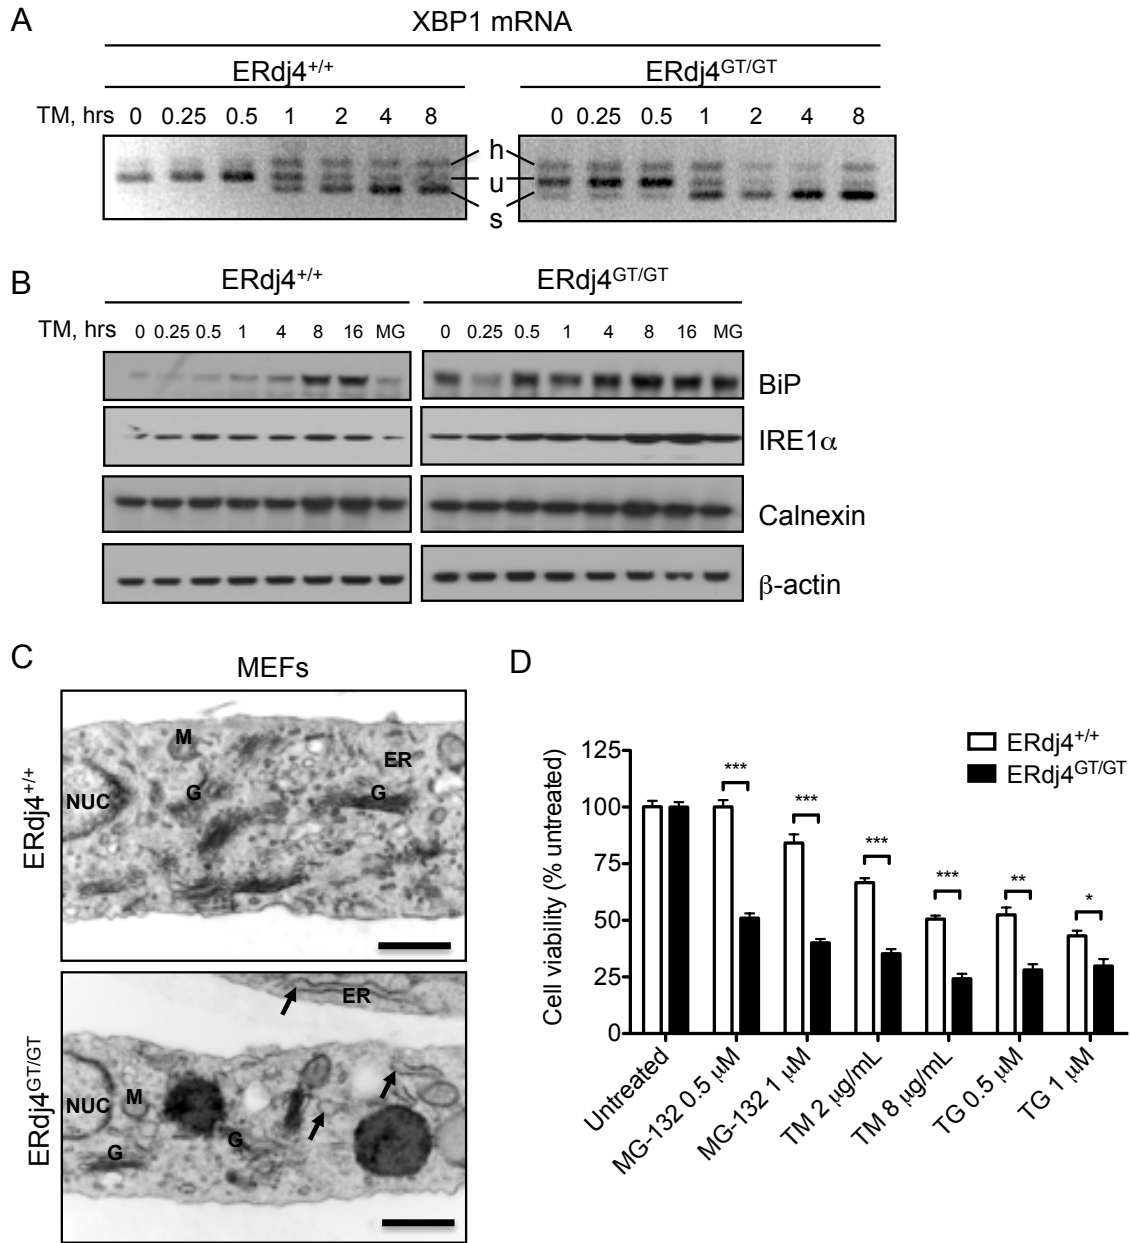 A
XBP1 mRNA
ERdj4+/+ ERdj4GT/GT
TM, hrs 0 0.25 0.5 1 2 4 8 0 0.25 0.5 1 2 4 8
h
u
s
B
ERdj4+/+ ERdj4GT/GT
TM, hrs 0 0.25 0.5 1 4 8 16 MG 0 0.25 0.5 1 4 8 16 MG
BiP
IRE1α
Calnexin
β-actin
C
MEFs
ERdj4+/+
M
ER
NUC G G
ERdj4GT/GT
ER
NUC M
G G
D
ERdj4+/+
ERdj4GT/GT
Cell viability (% untreated)
125
100
75
50
25
0
*** *** *** *** ** *
Untreated
MG-132 0.5 μM
MG-132 1 μM
TM 2 μg/mL
TM 8 μg/mL
TG 0.5 μM
TG 1 μM